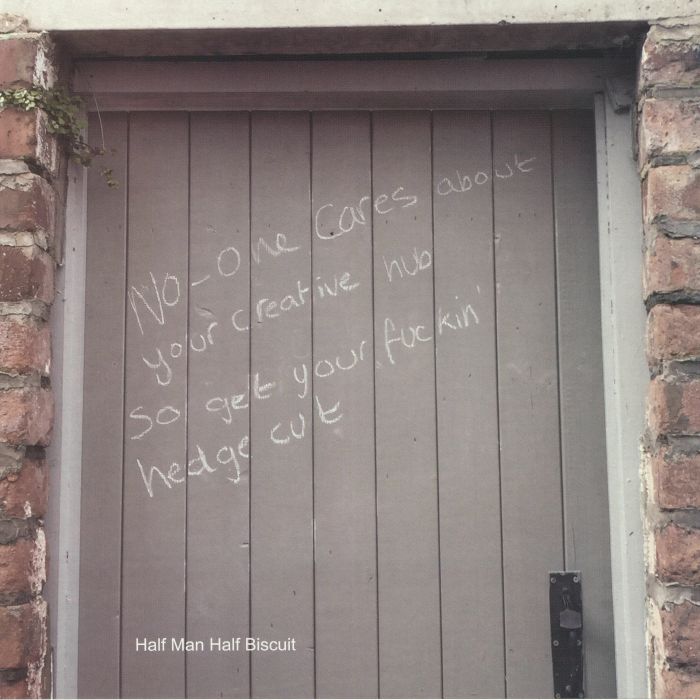 No-one cares about
your creative hub
so get your fuckin'
hedge cut
Half Man Half Biscuit